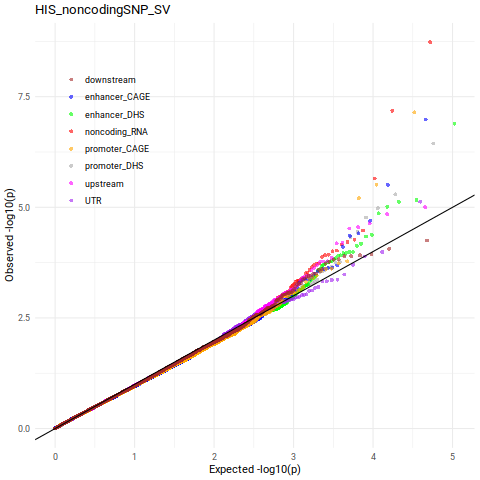 HIS_noncodingSNP_SV
Observed -log10(p)
7.5
5.0
2.5
0.0
downstream
enhancer_CAGE
enhancer_DHS
noncoding_RNA
promoter_CAGE
promoter_DHS
upstream
UTR
0 1 2 3 4 5
Expected -log10(p)